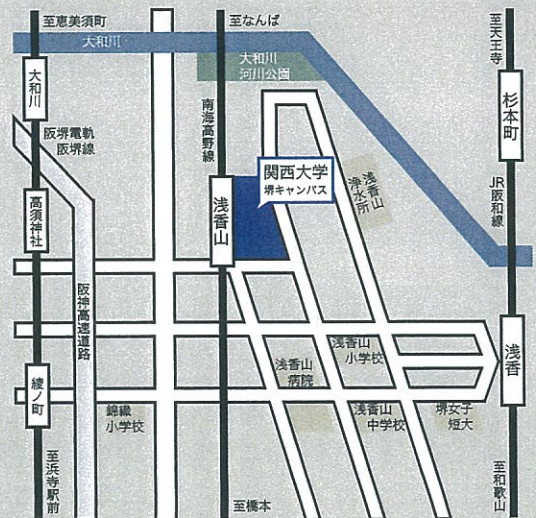 至恵美須町
至なんば
至天王寺
大和川
大和川
河川公園
大和川
杉本町
南海高野線
阪堺電軌
阪堺線
関西大学
堺キャンパス
浅香山
浄水所
JR阪和線
高須神社
浅香山
阪神高速道路
浅香山
小学校
浅香
浅香山
病院
綾ノ町
錦織
小学校
浅香山
中学校
堺女子
短大
至浜寺駅前
至橋本
至和歌山